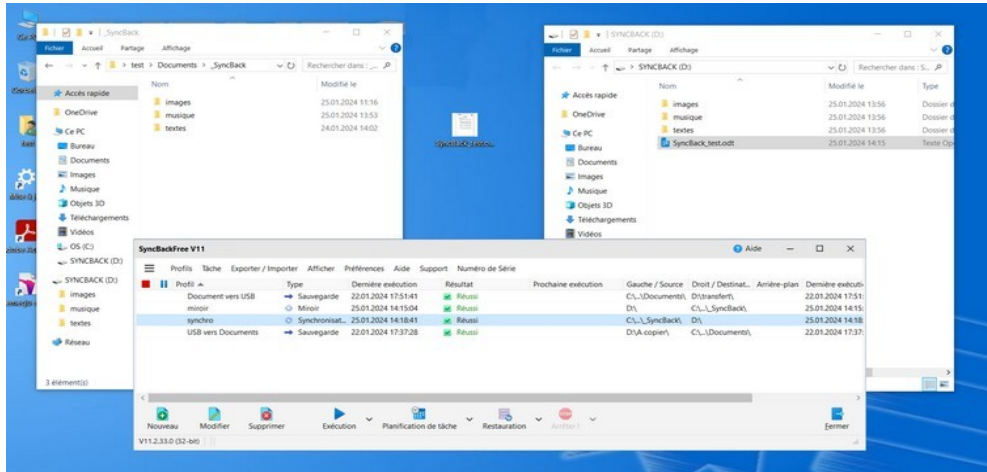 _SyncBack
Fichier Accueil Partage Affichage
test > Documents > _SyncBack
Rechercher dans : _...
Accès rapide
OneDrive
Ce PC
Bureau
Documents
Images
Musique
Objets 3D
Téléchargements
Vidéos
OS (C:)
SYNCBACK (D:)
SYNCBACK (D:)
images
musique
textes
Réseau
3 élément(s)
Nom Modifié le
images 25.01.2024 11:16
musique 25.01.2024 13:53
textes 24.01.2024 14:02
SYNCBACK (D:)
Fichier Accueil Partage Affichage
SYNCBACK (D:)
Rechercher dans : S...
Accès rapide
OneDrive
Ce PC
Bureau
Documents
Images
Musique
Objets 3D
Téléchargements
Vidéos
Nom Modifié le Type
images 25.01.2024 13:56 Dossier d
musique 25.01.2024 13:56 Dossier d
textes 25.01.2024 13:56 Dossier d
SyncBack_test.odt 25.01.2024 14:15 Texte Op
SyncBackFree V11 Aide
Profils Tâche Exporter / Importer Afficher Préférences Aide Support Numéro de Série
Profil Type Dernière exécution Résultat Prochaine exécution Gauche / Source Droit / Destinat... Arrière-plan Dernière exécuti
Document vers USB Sauvegarde 22.01.2024 17:51:41 Réussi C:\...\Documents\ D:\transfert\ 22.01.2024 17:51:
miroir Miroir 25.01.2024 14:15:04 Réussi D:\ C:\...\_SyncBack\ 25.01.2024 14:15:
synchro Synchronisat... 25.01.2024 14:18:41 Réussi C:\...\_SyncBack\ D:\ 25.01.2024 14:18:
USB vers Documents Sauvegarde 22.01.2024 17:37:28 Réussi D:\A copier\ C:\...\Documents\ 22.01.2024 17:37:
Nouveau Modifier Supprimer Exécution Planification de tâche Restauration Arrêter ! Fermer
V11.2.33.0 (32-bit)